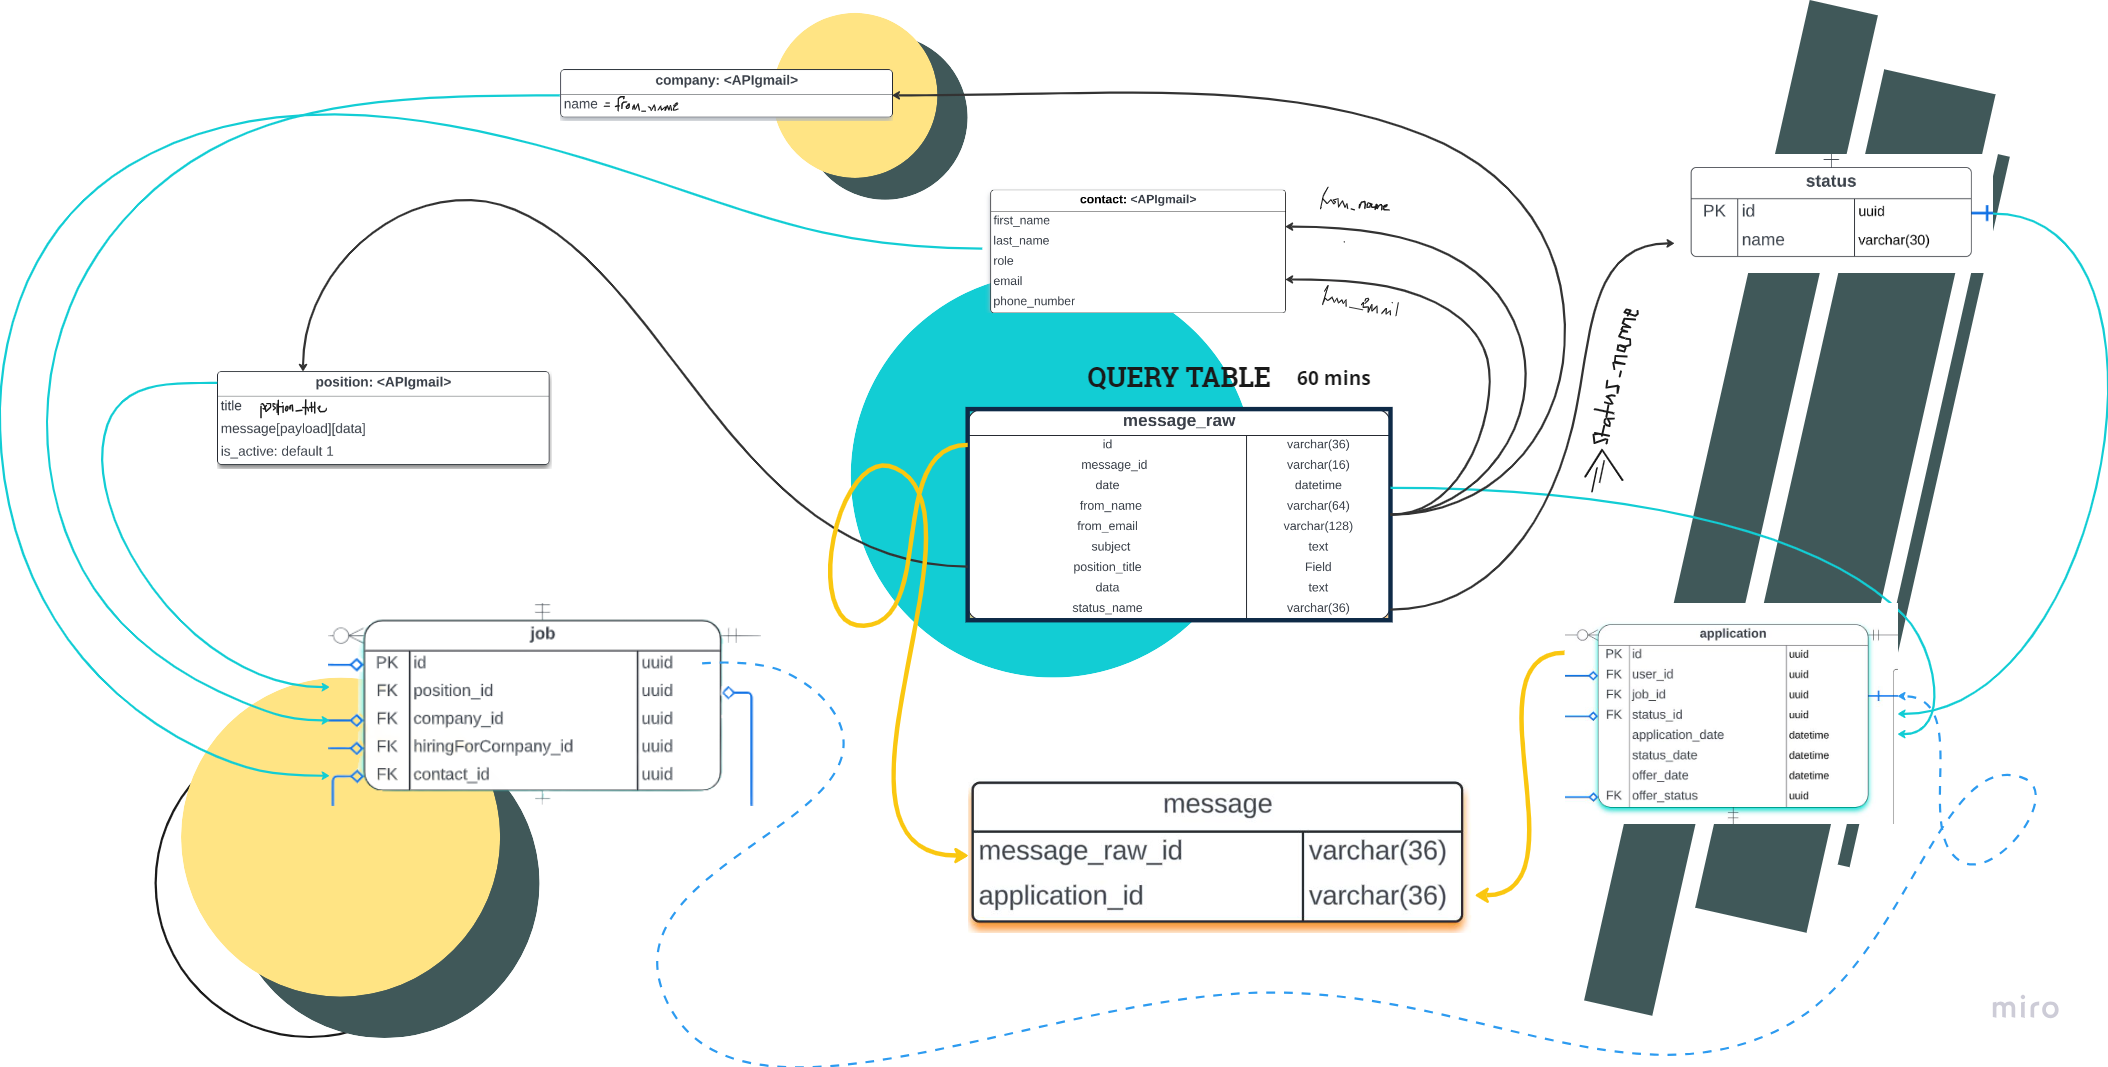 company: <APIgmail>
name = from_name
contact: <APIgmail>
first_name
last_name
role
email
phone_number
from_name
from_email
status
PK id uuid
name varchar(30)
status_name
position: <APIgmail>
title position_title
message[payload][data]
is_active: default 1
QUERY TABLE 60 mins
message_raw
id varchar(36)
message_id varchar(16)
date datetime
from_name varchar(64)
from_email varchar(128)
subject text
position_title Field
data text
status_name varchar(36)
job
PK id uuid
FK position_id uuid
FK company_id uuid
FK hiringForCompany_id uuid
FK contact_id uuid
application
PK id uuid
FK user_id uuid
FK job_id uuid
FK status_id uuid
application_date datetime
status_date datetime
offer_date datetime
FK offer_status uuid
message
message_raw_id varchar(36)
application_id varchar(36)
miro